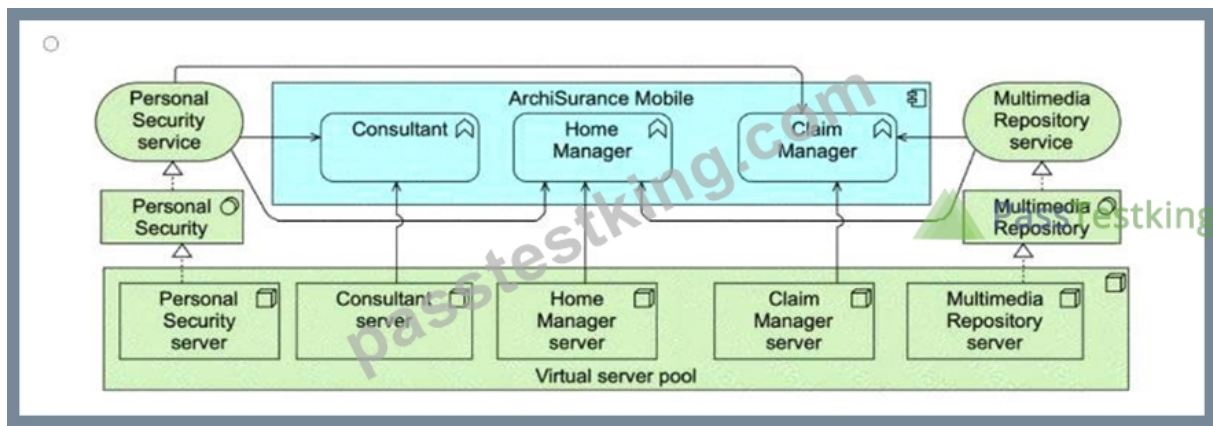 ArchiSurance Mobile
Personal
Security
service
Consultant
Home
Manager
Claim
Manager
Multimedia
Repository
service
Personal
Security
Multimedia
Repository
PassTestking
passtestking.com
Personal
Security
server
Consultant
server
Home
Manager
server
Claim
Manager
server
Multimedia
Repository
server
Virtual server pool